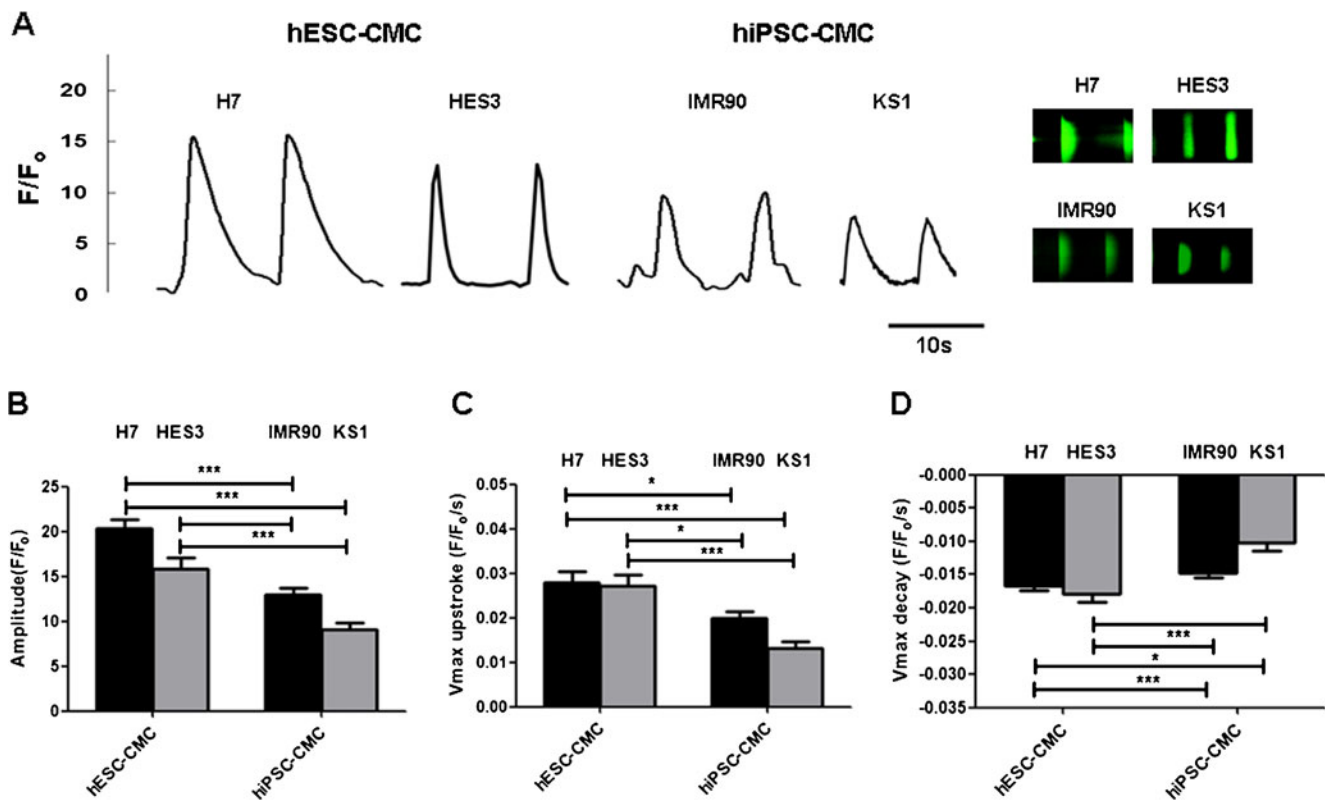 A
hESC-CMC
hiPSC-CMC
H7
HES3
IMR90
KS1
F/Fo
20
15
10
5
0
10s
H7
HES3
IMR90
KS1
B
H7 HES3
IMR90 KS1
***
***
***
***
Amplitude(F/Fo)
25
20
15
10
5
0
hESC-CMC
hiPSC-CMC
C
H7 HES3
IMR90 KS1
*
***
*
***
Vmax upstroke (F/Fo/s)
0.05
0.04
0.03
0.02
0.01
0.00
hESC-CMC
hiPSC-CMC
D
H7 HES3
IMR90 KS1
Vmax decay (F/Fo/s)
-0.000
-0.005
-0.010
-0.015
-0.020
-0.025
-0.030
-0.035
***
*
***
hESC-CMC
hiPSC-CMC